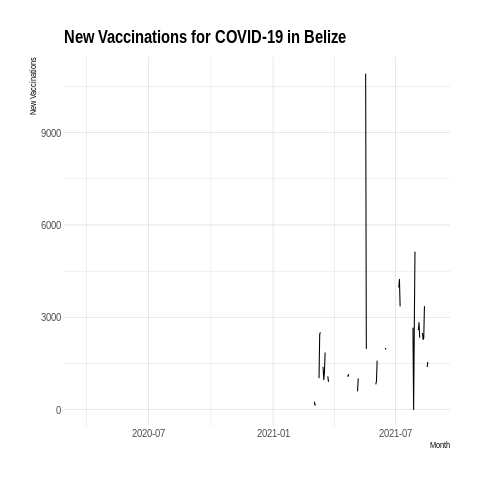 New Vaccinations for COVID-19 in Belize
New Vaccinations
9000
6000
3000
0
2020-07
2021-01
2021-07
Month